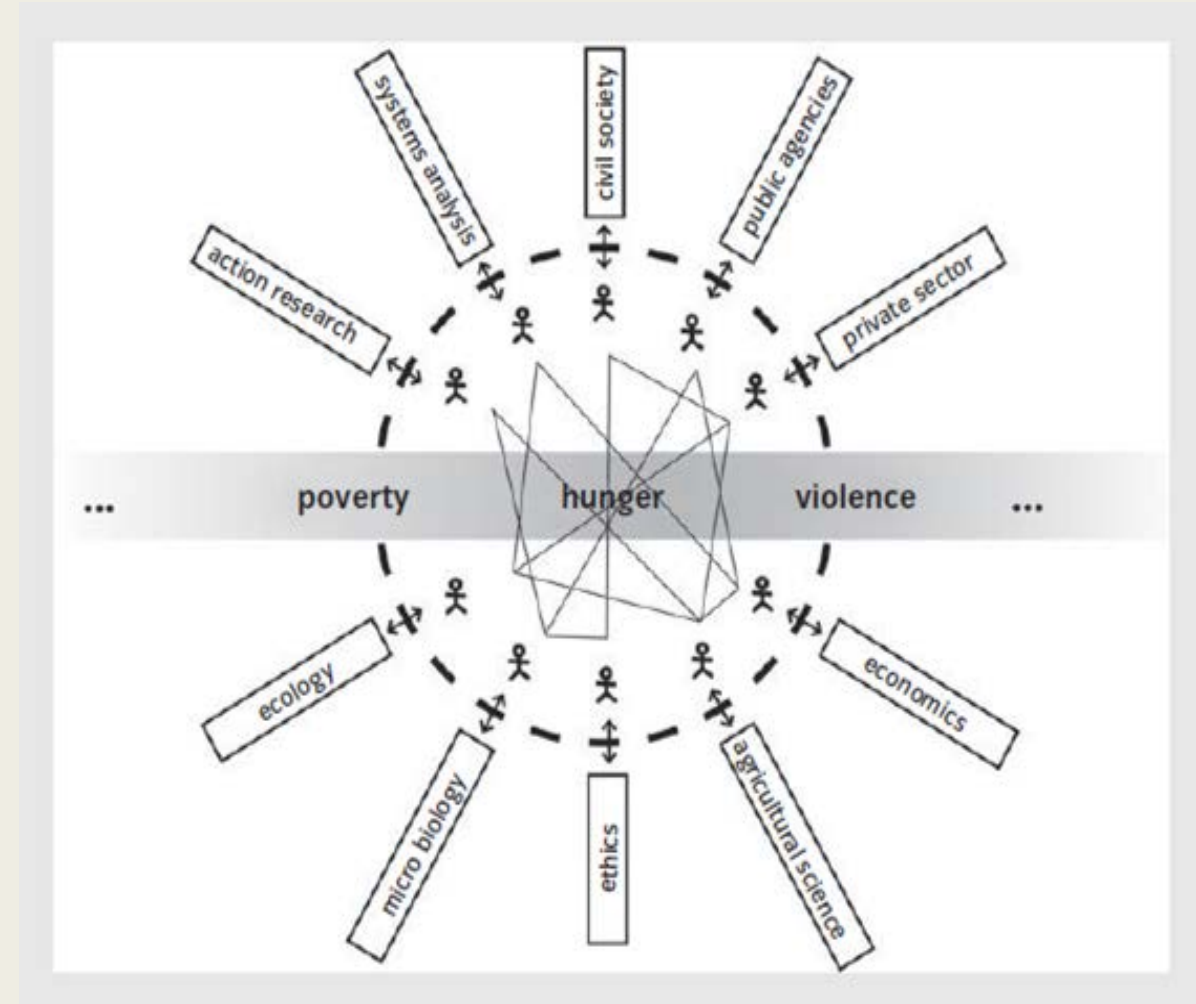 systems analysis
civil society
public agencies
action research
private sector
... poverty hunger violence ...
ecology
economics
micro biology
ethics
agricultural science